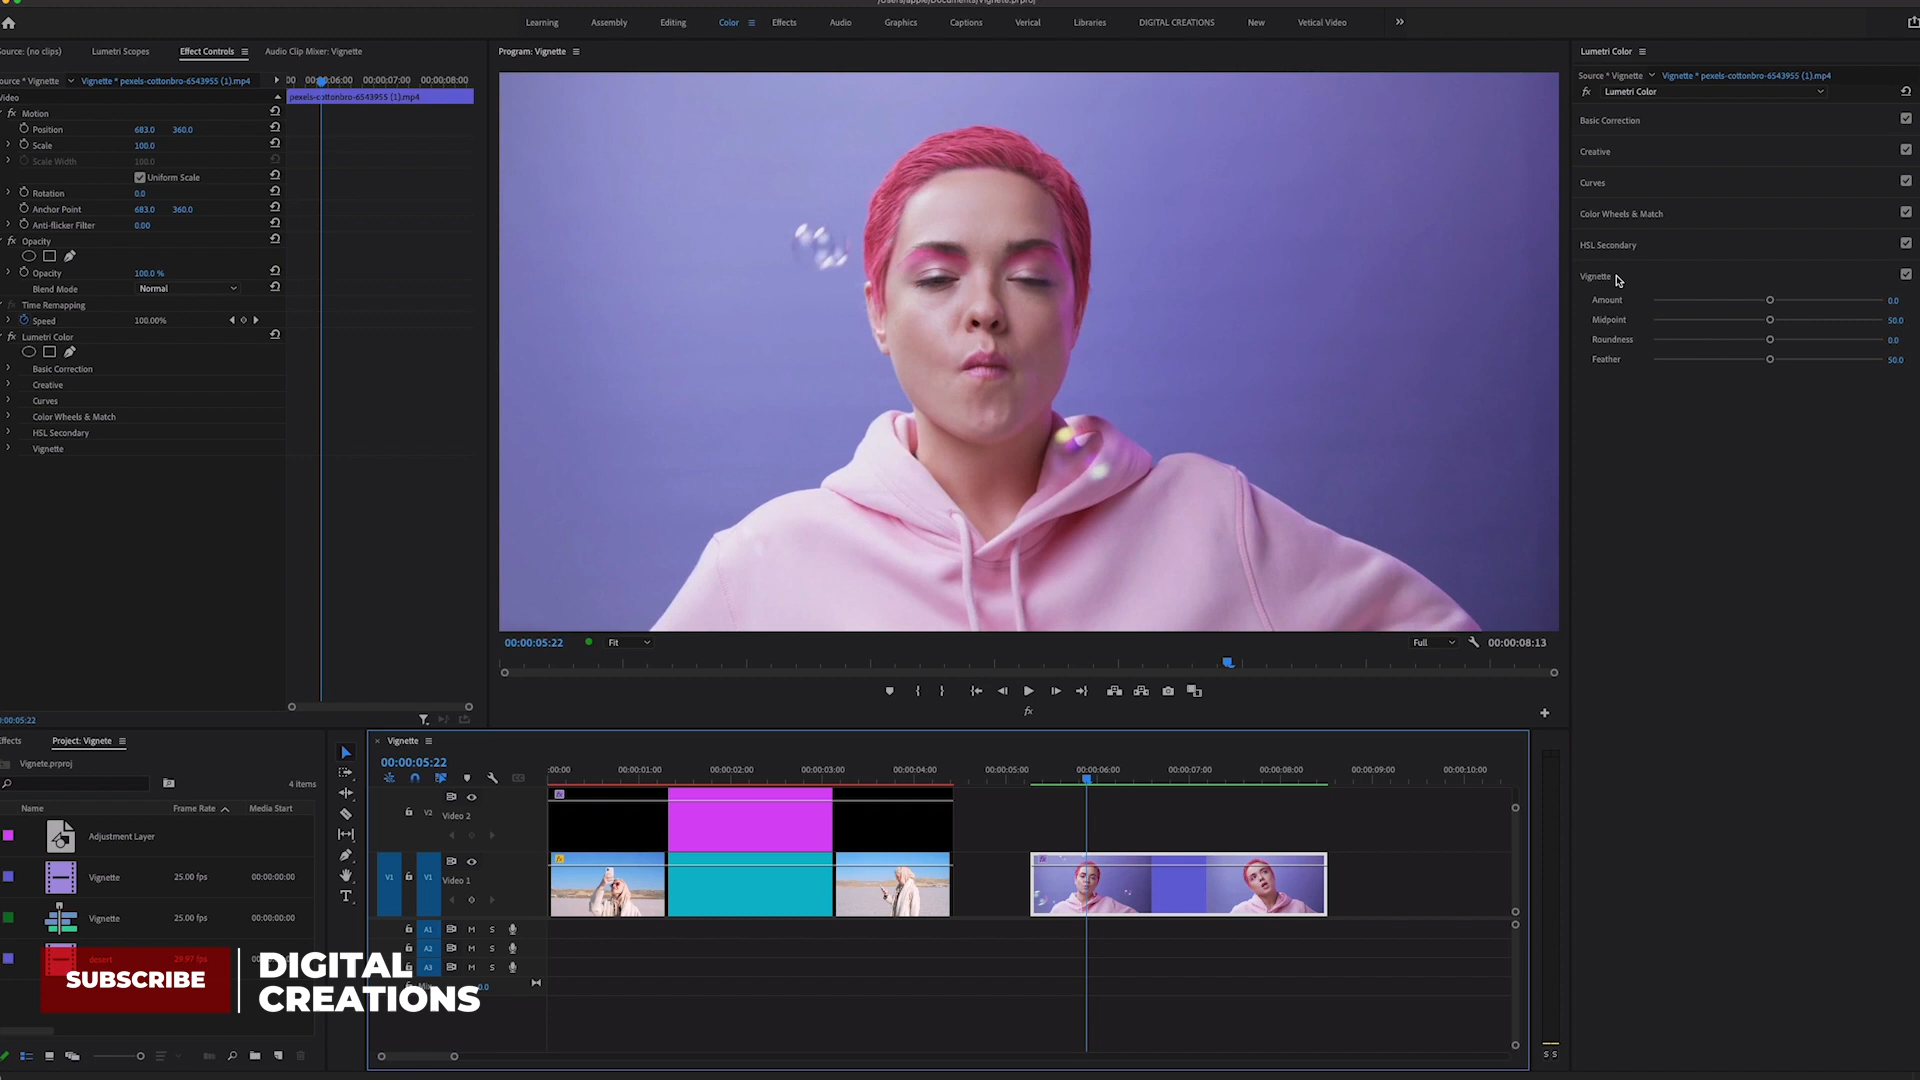 /Users/apple/Documents/Vignete.prproj
Learning Assembly Editing Color Effects Audio Graphics Captions Verical Libraries DIGITAL CREATIONS New Vetical Video
Source: (no clips) Lumetri Scopes Effect Controls Audio Clip Mixer: Vignette
Program: Vignette
Lumetri Color
ource * Vignette Vignette * pexels-cottonbro-6543955 (1).mp4
00 00:00:06:00 00:00:07:00 00:00:08:00
Video
pexels-cottonbro-6543955 (1).mp4
fx Motion
Position 683.0 360.0
Scale 100.0
Scale Width 100.0
Uniform Scale
Rotation 0.0
Anchor Point 683.0 360.0
Anti-flicker Filter 0.00
fx Opacity
Opacity 100.0 %
Blend Mode Normal
Time Remapping
Speed 100.00%
fx Lumetri Color
Basic Correction
Creative
Curves
Color Wheels & Match
HSL Secondary
Vignette
Source * Vignette Vignette * pexels-cottonbro-6543955 (1).mp4
fx Lumetri Color
Basic Correction
Creative
Curves
Color Wheels & Match
HSL Secondary
Vignette
Amount 0.0
Midpoint 50.0
Roundness 0.0
Feather 50.0
00:00:05:22 Fit Full 00:00:08:13
fx
0:00:05:22
Effects Project: Vignete
Vignete.prproj
4 items
Name Frame Rate Media Start
Adjustment Layer
Vignette 25.00 fps 00:00:00:00
Vignette 25.00 fps 00:00:00:00
desert 29.97 fps
SUBSCRIBE
DIGITAL
CREATIONS
Vignette
00:00:05:22
:00:00 00:00:01:00 00:00:02:00 00:00:03:00 00:00:04:00 00:00:05:00 00:00:06:00 00:00:07:00 00:00:08:00 00:00:09:00 00:00:10:00
V2 Video 2
V1 V1 Video 1
A1 M S
A2 M S
A3 M S
Mix 0.0
S S